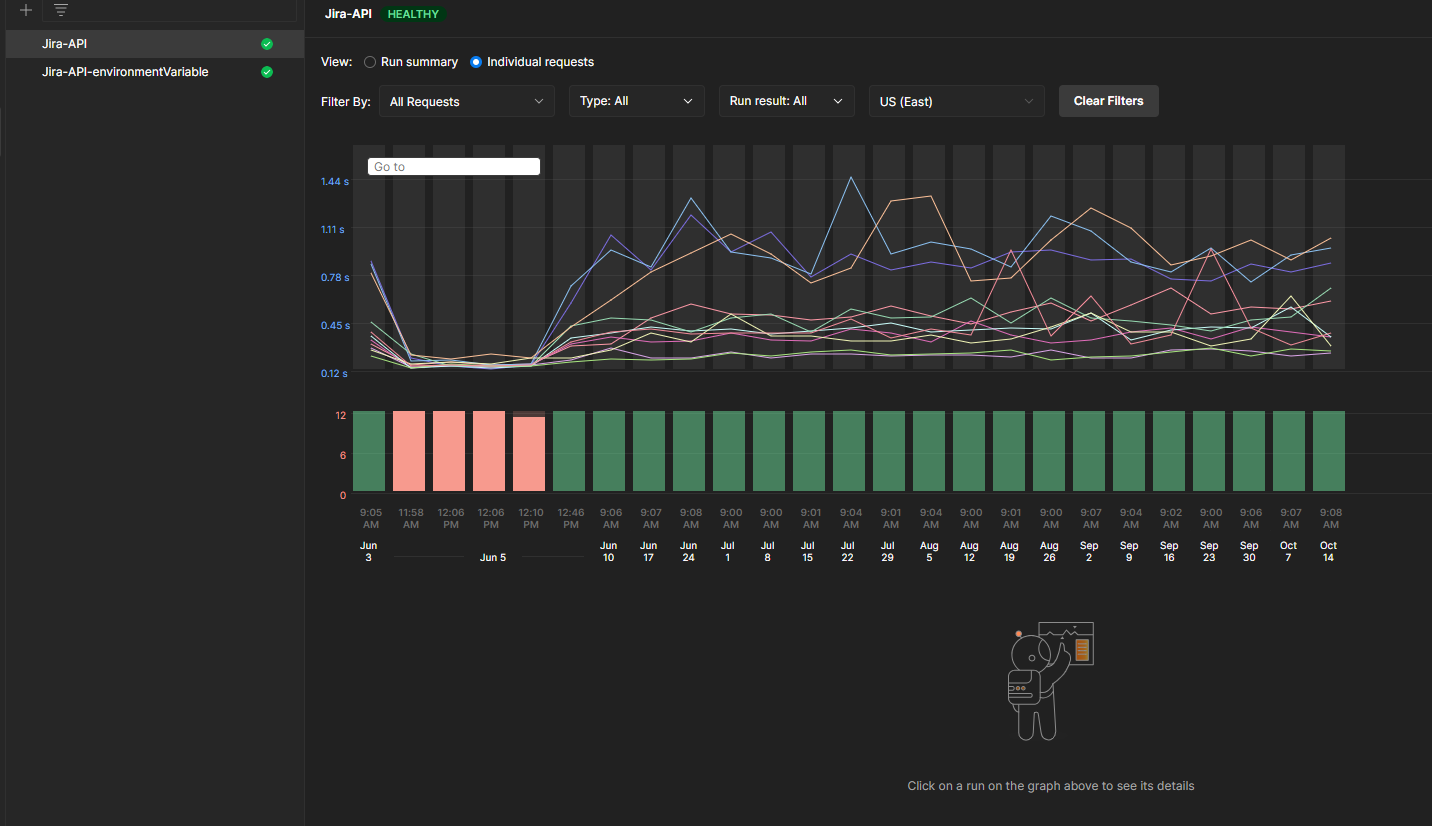 Jira-API HEALTHY
Jira-API
Jira-API-environmentVariable
View: Run summary Individual requests
Filter By: All Requests Type: All Run result: All US (East) Clear Filters
Go to
1.44 s
1.11 s
0.78 s
0.45 s
0.12 s
12
6
0
9:05 11:58 12:06 12:06 12:10 12:46 9:06 9:07 9:08 9:00 9:00 9:01 9:04 9:01 9:04 9:00 9:01 9:00 9:07 9:04 9:02 9:00 9:06 9:07 9:08
AM AM PM PM PM PM AM AM AM AM AM AM AM AM AM AM AM AM AM AM AM AM AM AM AM
Jun Jun Jun Jun Jul Jul Jul Jul Jul Aug Aug Aug Aug Sep Sep Sep Sep Sep Oct Oct
3 Jun 5 10 17 24 1 8 15 22 29 5 12 19 26 2 9 16 23 30 7 14
Click on a run on the graph above to see its details